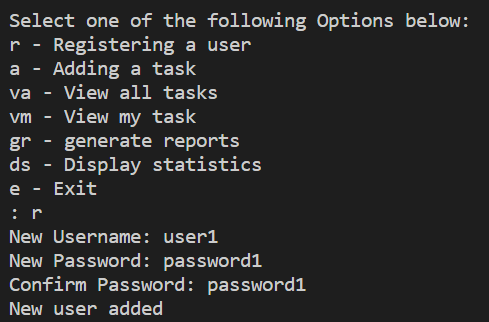 Select one of the following Options below:
r - Registering a user
a - Adding a task
va - View all tasks
vm - View my task
gr - generate reports
ds - Display statistics
e - Exit
: r
New Username: user1
New Password: password1
Confirm Password: password1
New user added